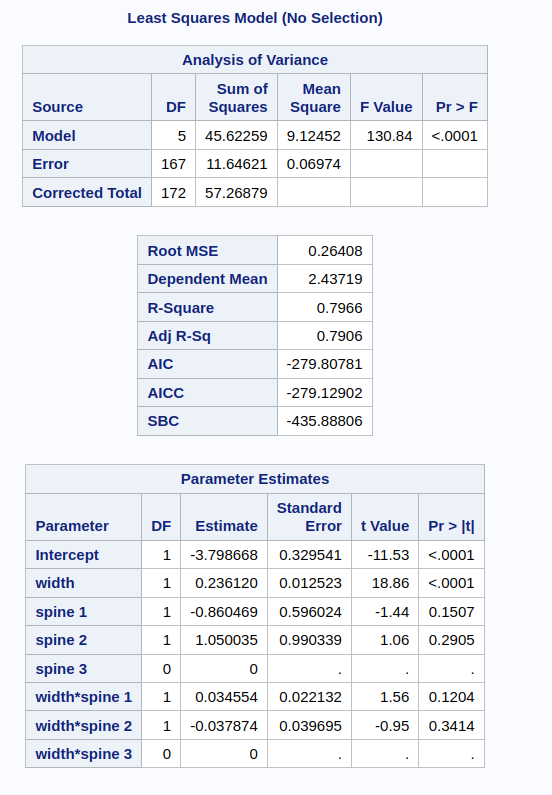 Least Squares Model (No Selection)
Analysis of Variance
Source DF Sum of Squares Mean Square F Value Pr > F
Model 5 45.62259 9.12452 130.84 <.0001
Error 167 11.64621 0.06974
Corrected Total 172 57.26879
Root MSE 0.26408
Dependent Mean 2.43719
R-Square 0.7966
Adj R-Sq 0.7906
AIC -279.80781
AICC -279.12902
SBC -435.88806
Parameter Estimates
Parameter DF Estimate Standard Error t Value Pr > |t|
Intercept 1 -3.798668 0.329541 -11.53 <.0001
width 1 0.236120 0.012523 18.86 <.0001
spine 1 1 -0.860469 0.596024 -1.44 0.1507
spine 2 1 1.050035 0.990339 1.06 0.2905
spine 3 0 0 . . .
width*spine 1 1 0.034554 0.022132 1.56 0.1204
width*spine 2 1 -0.037874 0.039695 -0.95 0.3414
width*spine 3 0 0 . . .